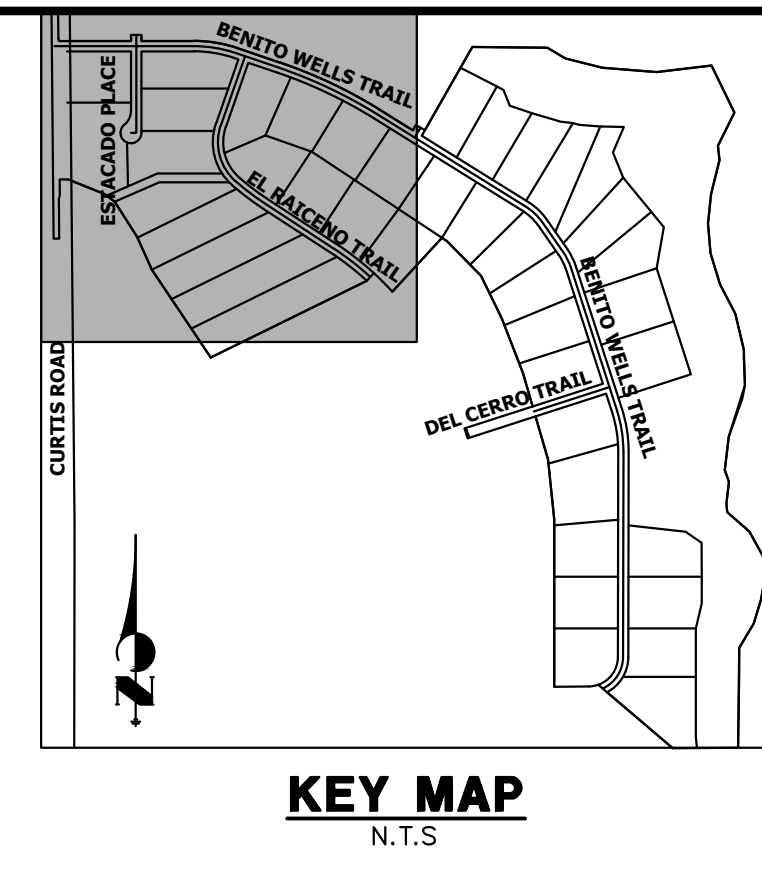 BENITO WELLS TRAIL
ESTACADO PLACE
EL RAICENO TRAIL
BENITO WELLS TRAIL
CURTIS ROAD
DEL CERRO TRAIL
N
KEY MAP
N.T.S